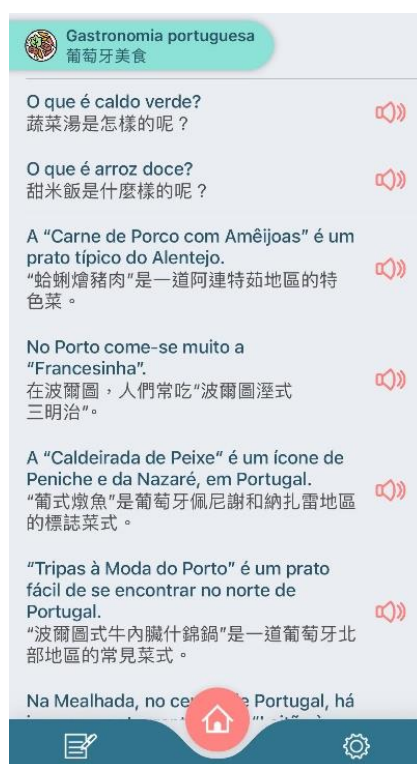 Gastronomia portuguesa
葡萄牙美食
O que é caldo verde?
蔬菜湯是怎樣的呢？
O que é arroz doce?
甜米飯是什麼樣的呢？
A “Carne de Porco com Amêijoas” é um
prato típico do Alentejo.
“蛤蜊燴豬肉”是一道阿連特茹地區的特
色菜。
No Porto come-se muito a
“Francesinha”.
在波爾圖，人們常吃“波爾圖溼式
三明治”。
A “Caldeirada de Peixe“ é um ícone de
Peniche e da Nazaré, em Portugal.
“葡式燉魚”是葡萄牙佩尼謝和納扎雷地區
的標誌菜式。
“Tripas à Moda do Porto” é um prato
fácil de se encontrar no norte de
Portugal.
“波爾圖式牛內臟什錦鍋”是一道葡萄牙北
部地區的常見菜式。
Na Mealhada, no de Portugal, há